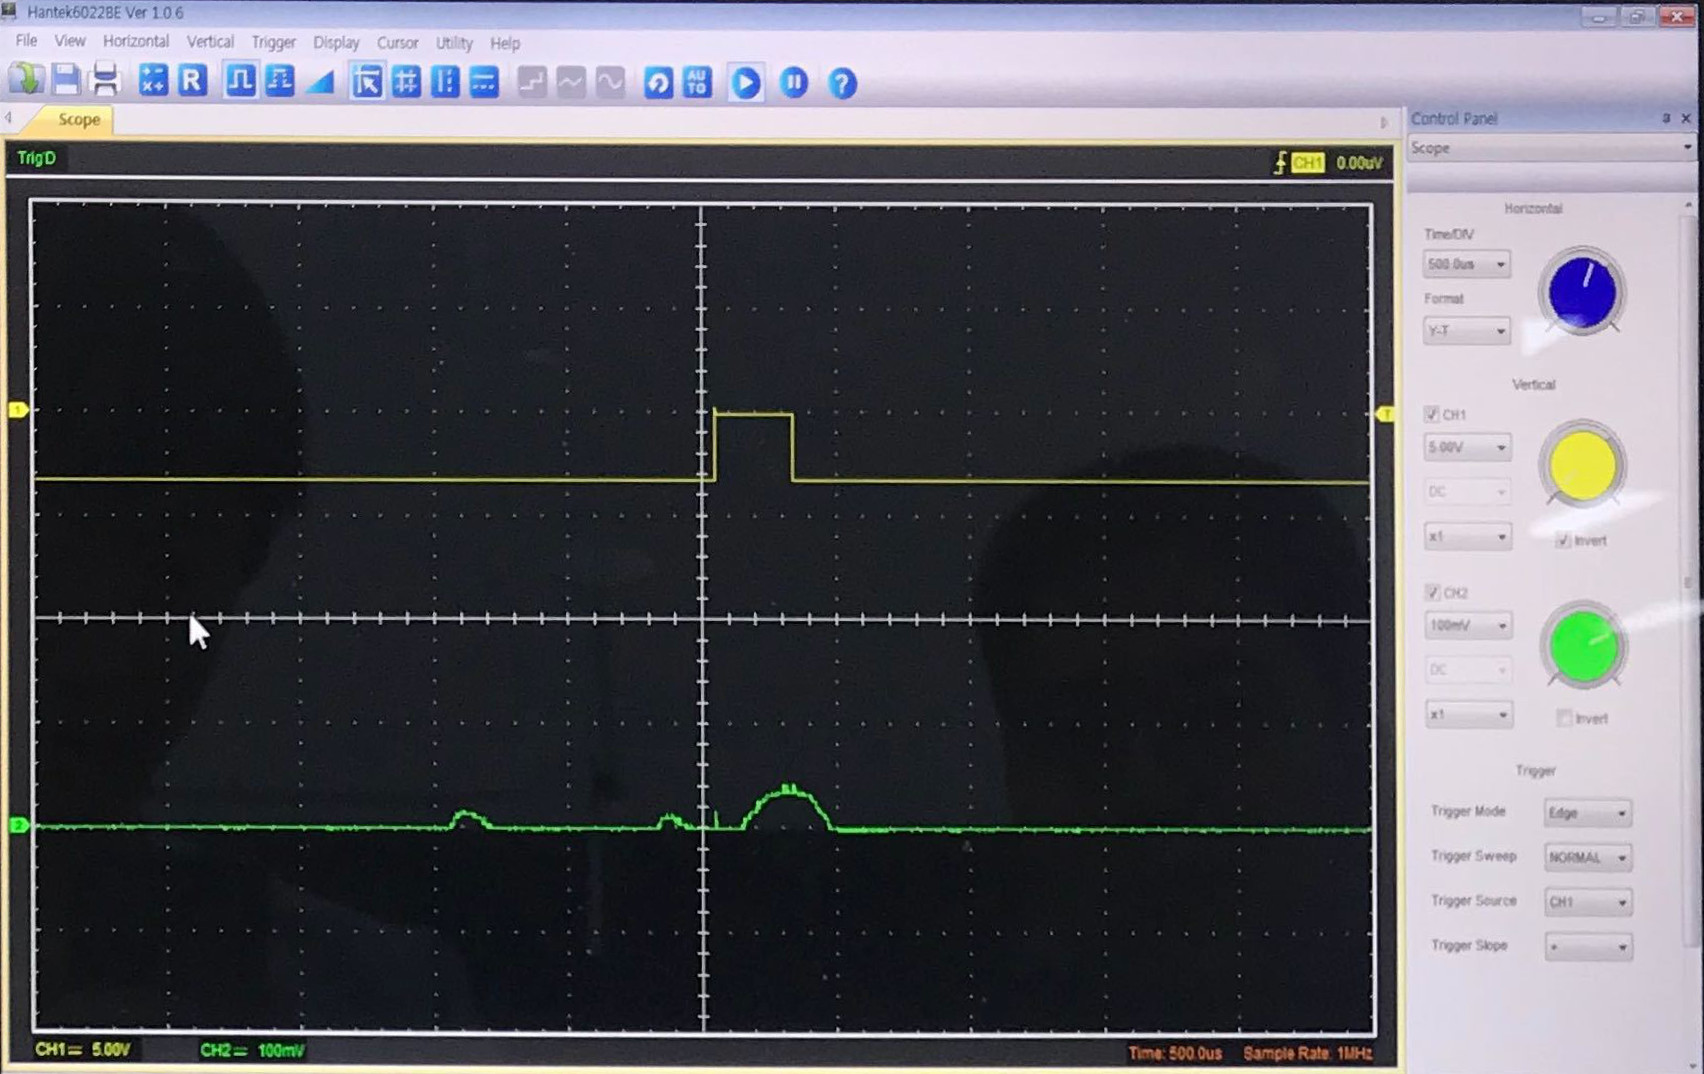 Hantek6022BE Ver 1.0.6
File View Horizontal Vertical Trigger Display Cursor Utility Help
R AU TO ?
Scope
Trig'D
CH1 0.00uV
1
T
2
CH1 5.00V CH2 100mV Time: 500.0us Sample Rate: 1MHz
Control Panel
Scope
Horizontal
Time/DIV
500.0us
Format
Y-T
Vertical
CH1
5.00V
DC
x1 Invert
CH2
100mV
DC
x1 Invert
Trigger
Trigger Mode Edge
Trigger Sweep NORMAL
Trigger Source CH1
Trigger Slope +